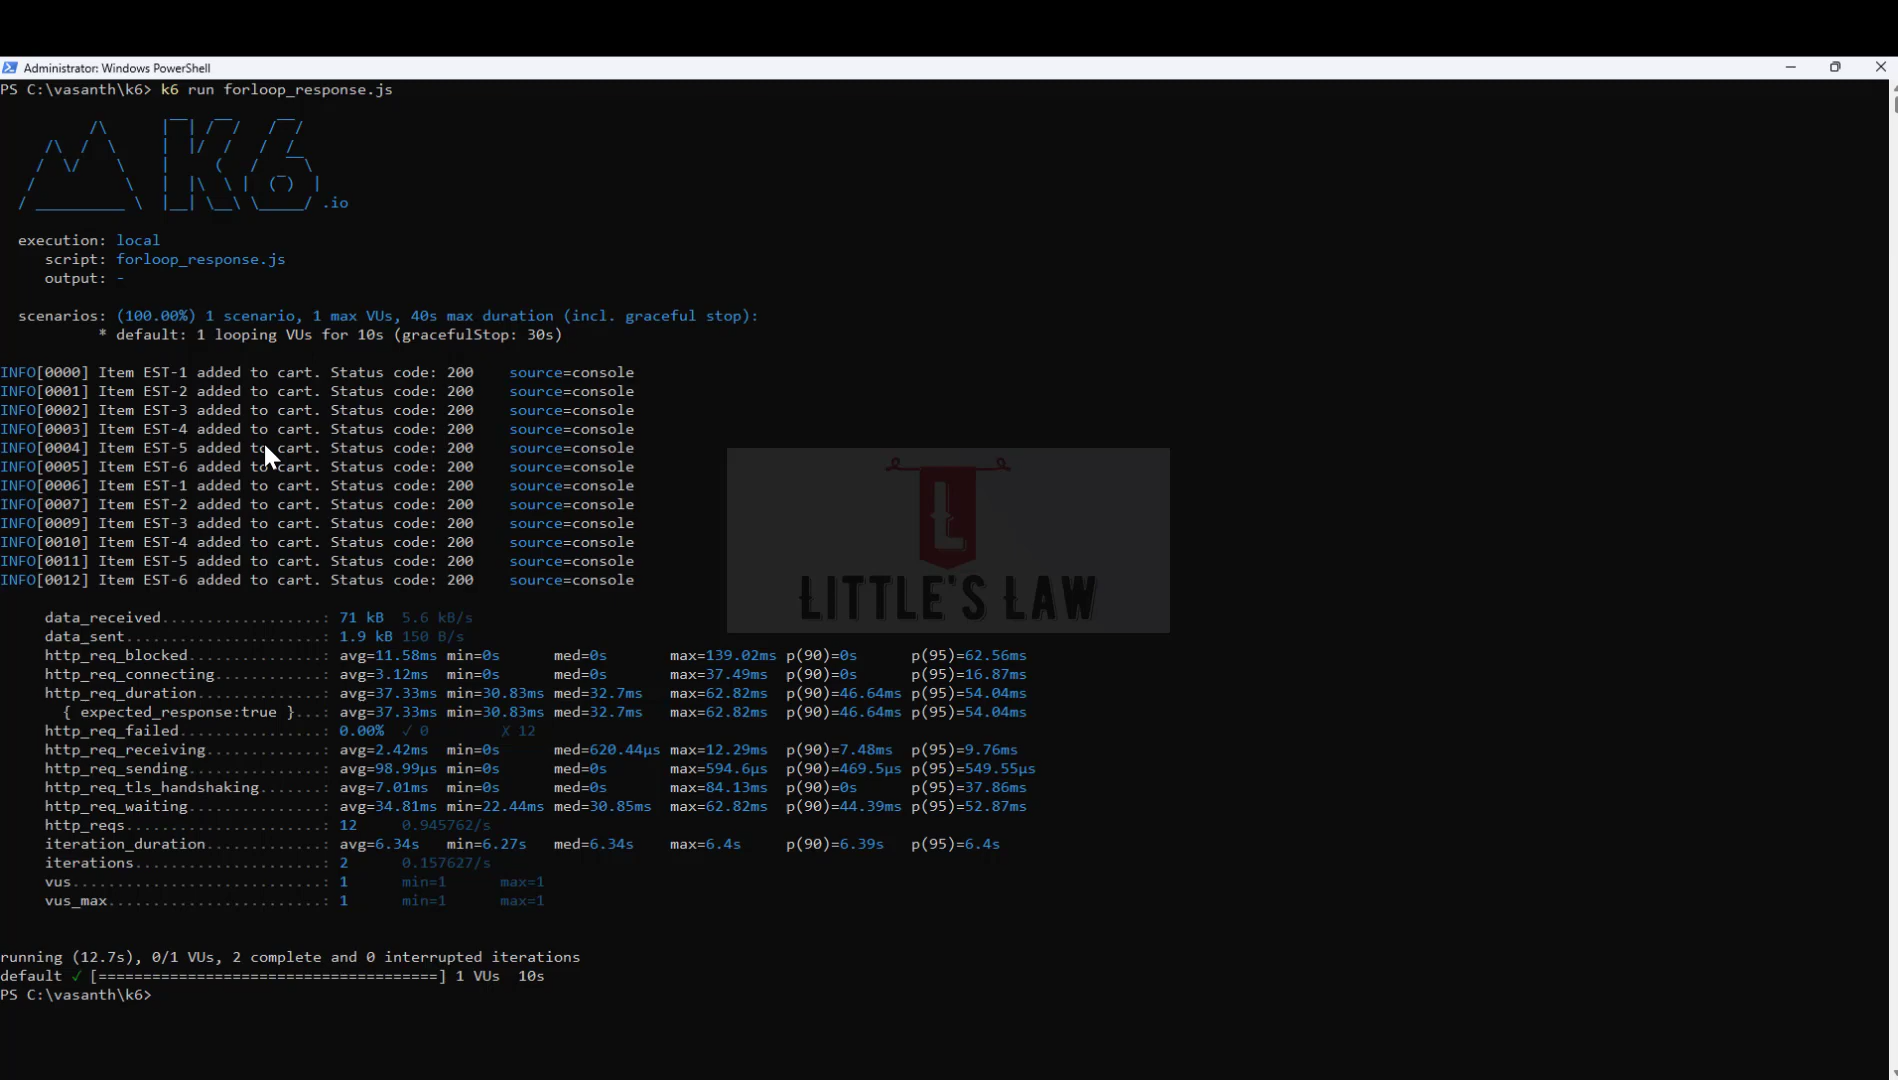 Administrator: Windows PowerShell
PS C:\vasanth\k6> k6 run forloop_response.js
          /\      |‾‾| /‾‾/   /‾‾/
     /\  /  \     |  |/  /   /  /
    /  \/    \    |     (   /   ‾‾\
   /          \   |  |\  \ |  (‾)  |
  / __________ \  |__| \__\ \_____/ .io
execution: local
script: forloop_response.js
output: -
scenarios: (100.00%) 1 scenario, 1 max VUs, 40s max duration (incl. graceful stop):
* default: 1 looping VUs for 10s (gracefulStop: 30s)
INFO[0000] Item EST-1 added to cart. Status code: 200    source=console
INFO[0001] Item EST-2 added to cart. Status code: 200    source=console
INFO[0002] Item EST-3 added to cart. Status code: 200    source=console
INFO[0003] Item EST-4 added to cart. Status code: 200    source=console
INFO[0004] Item EST-5 added to cart. Status code: 200    source=console
INFO[0005] Item EST-6 added to cart. Status code: 200    source=console
INFO[0006] Item EST-1 added to cart. Status code: 200    source=console
INFO[0007] Item EST-2 added to cart. Status code: 200    source=console
INFO[0009] Item EST-3 added to cart. Status code: 200    source=console
INFO[0010] Item EST-4 added to cart. Status code: 200    source=console
INFO[0011] Item EST-5 added to cart. Status code: 200    source=console
INFO[0012] Item EST-6 added to cart. Status code: 200    source=console
L
LITTLE'S LAW
data_received..................: 71 kB  5.6 kB/s
data_sent......................: 1.9 kB 150 B/s
http_req_blocked...............: avg=11.58ms min=0s      med=0s       max=139.02ms p(90)=0s      p(95)=62.56ms
http_req_connecting............: avg=3.12ms  min=0s      med=0s       max=37.49ms  p(90)=0s      p(95)=16.87ms
http_req_duration..............: avg=37.33ms min=30.83ms med=32.7ms   max=62.82ms  p(90)=46.64ms p(95)=54.04ms
{ expected_response:true }...: avg=37.33ms min=30.83ms med=32.7ms   max=62.82ms  p(90)=46.64ms p(95)=54.04ms
http_req_failed................: 0.00%  ✓ 0        ✗ 12
http_req_receiving.............: avg=2.42ms  min=0s      med=620.44µs max=12.29ms  p(90)=7.48ms  p(95)=9.76ms
http_req_sending...............: avg=98.99µs min=0s      med=0s       max=594.6µs  p(90)=469.5µs p(95)=549.55µs
http_req_tls_handshaking.......: avg=7.01ms  min=0s      med=0s       max=84.13ms  p(90)=0s      p(95)=37.86ms
http_req_waiting...............: avg=34.81ms min=22.44ms med=30.85ms  max=62.82ms  p(90)=44.39ms p(95)=52.87ms
http_reqs......................: 12     0.945762/s
iteration_duration.............: avg=6.34s   min=6.27s   med=6.34s    max=6.4s     p(90)=6.39s   p(95)=6.4s
iterations.....................: 2      0.157627/s
vus............................: 1      min=1      max=1
vus_max........................: 1      min=1      max=1
running (12.7s), 0/1 VUs, 2 complete and 0 interrupted iterations
default ✓ [======================================] 1 VUs  10s
PS C:\vasanth\k6>